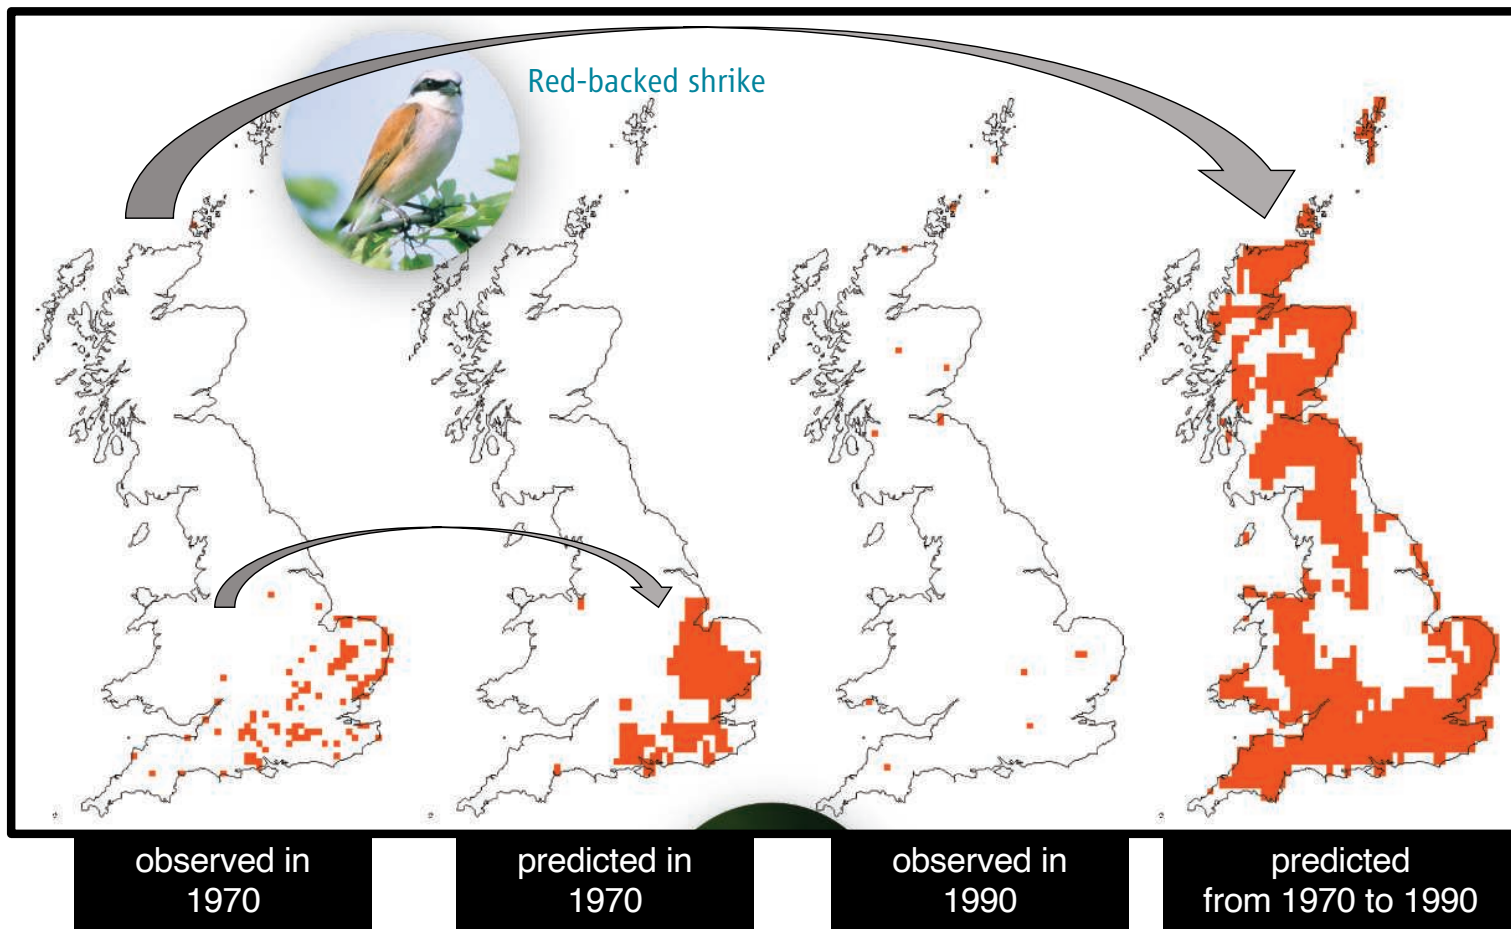 Red-backed shrike
observed in
1970
predicted in
1970
observed in
1990
predicted
from 1970 to 1990